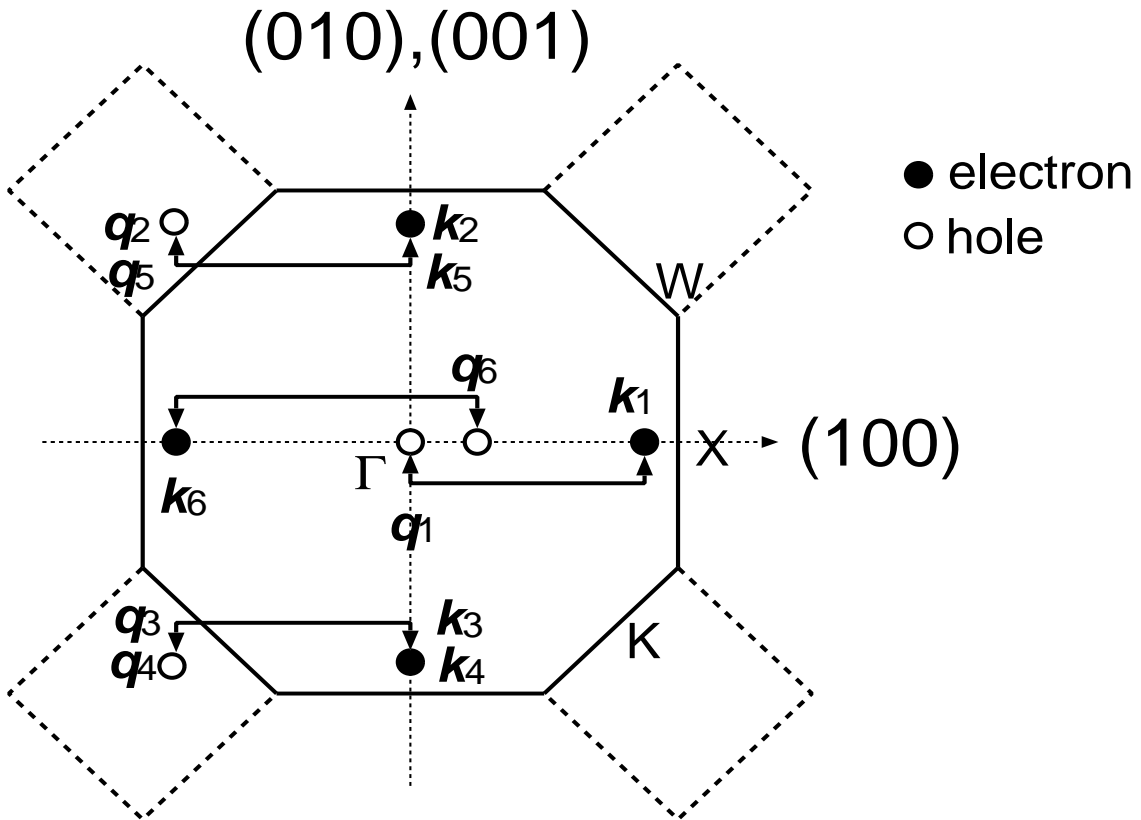 (010),(001)
electron
hole
q2
k2
q5
k5
W
q6
k1
X
(100)
Γ
k6
q1
q3
k3
K
q4
k4